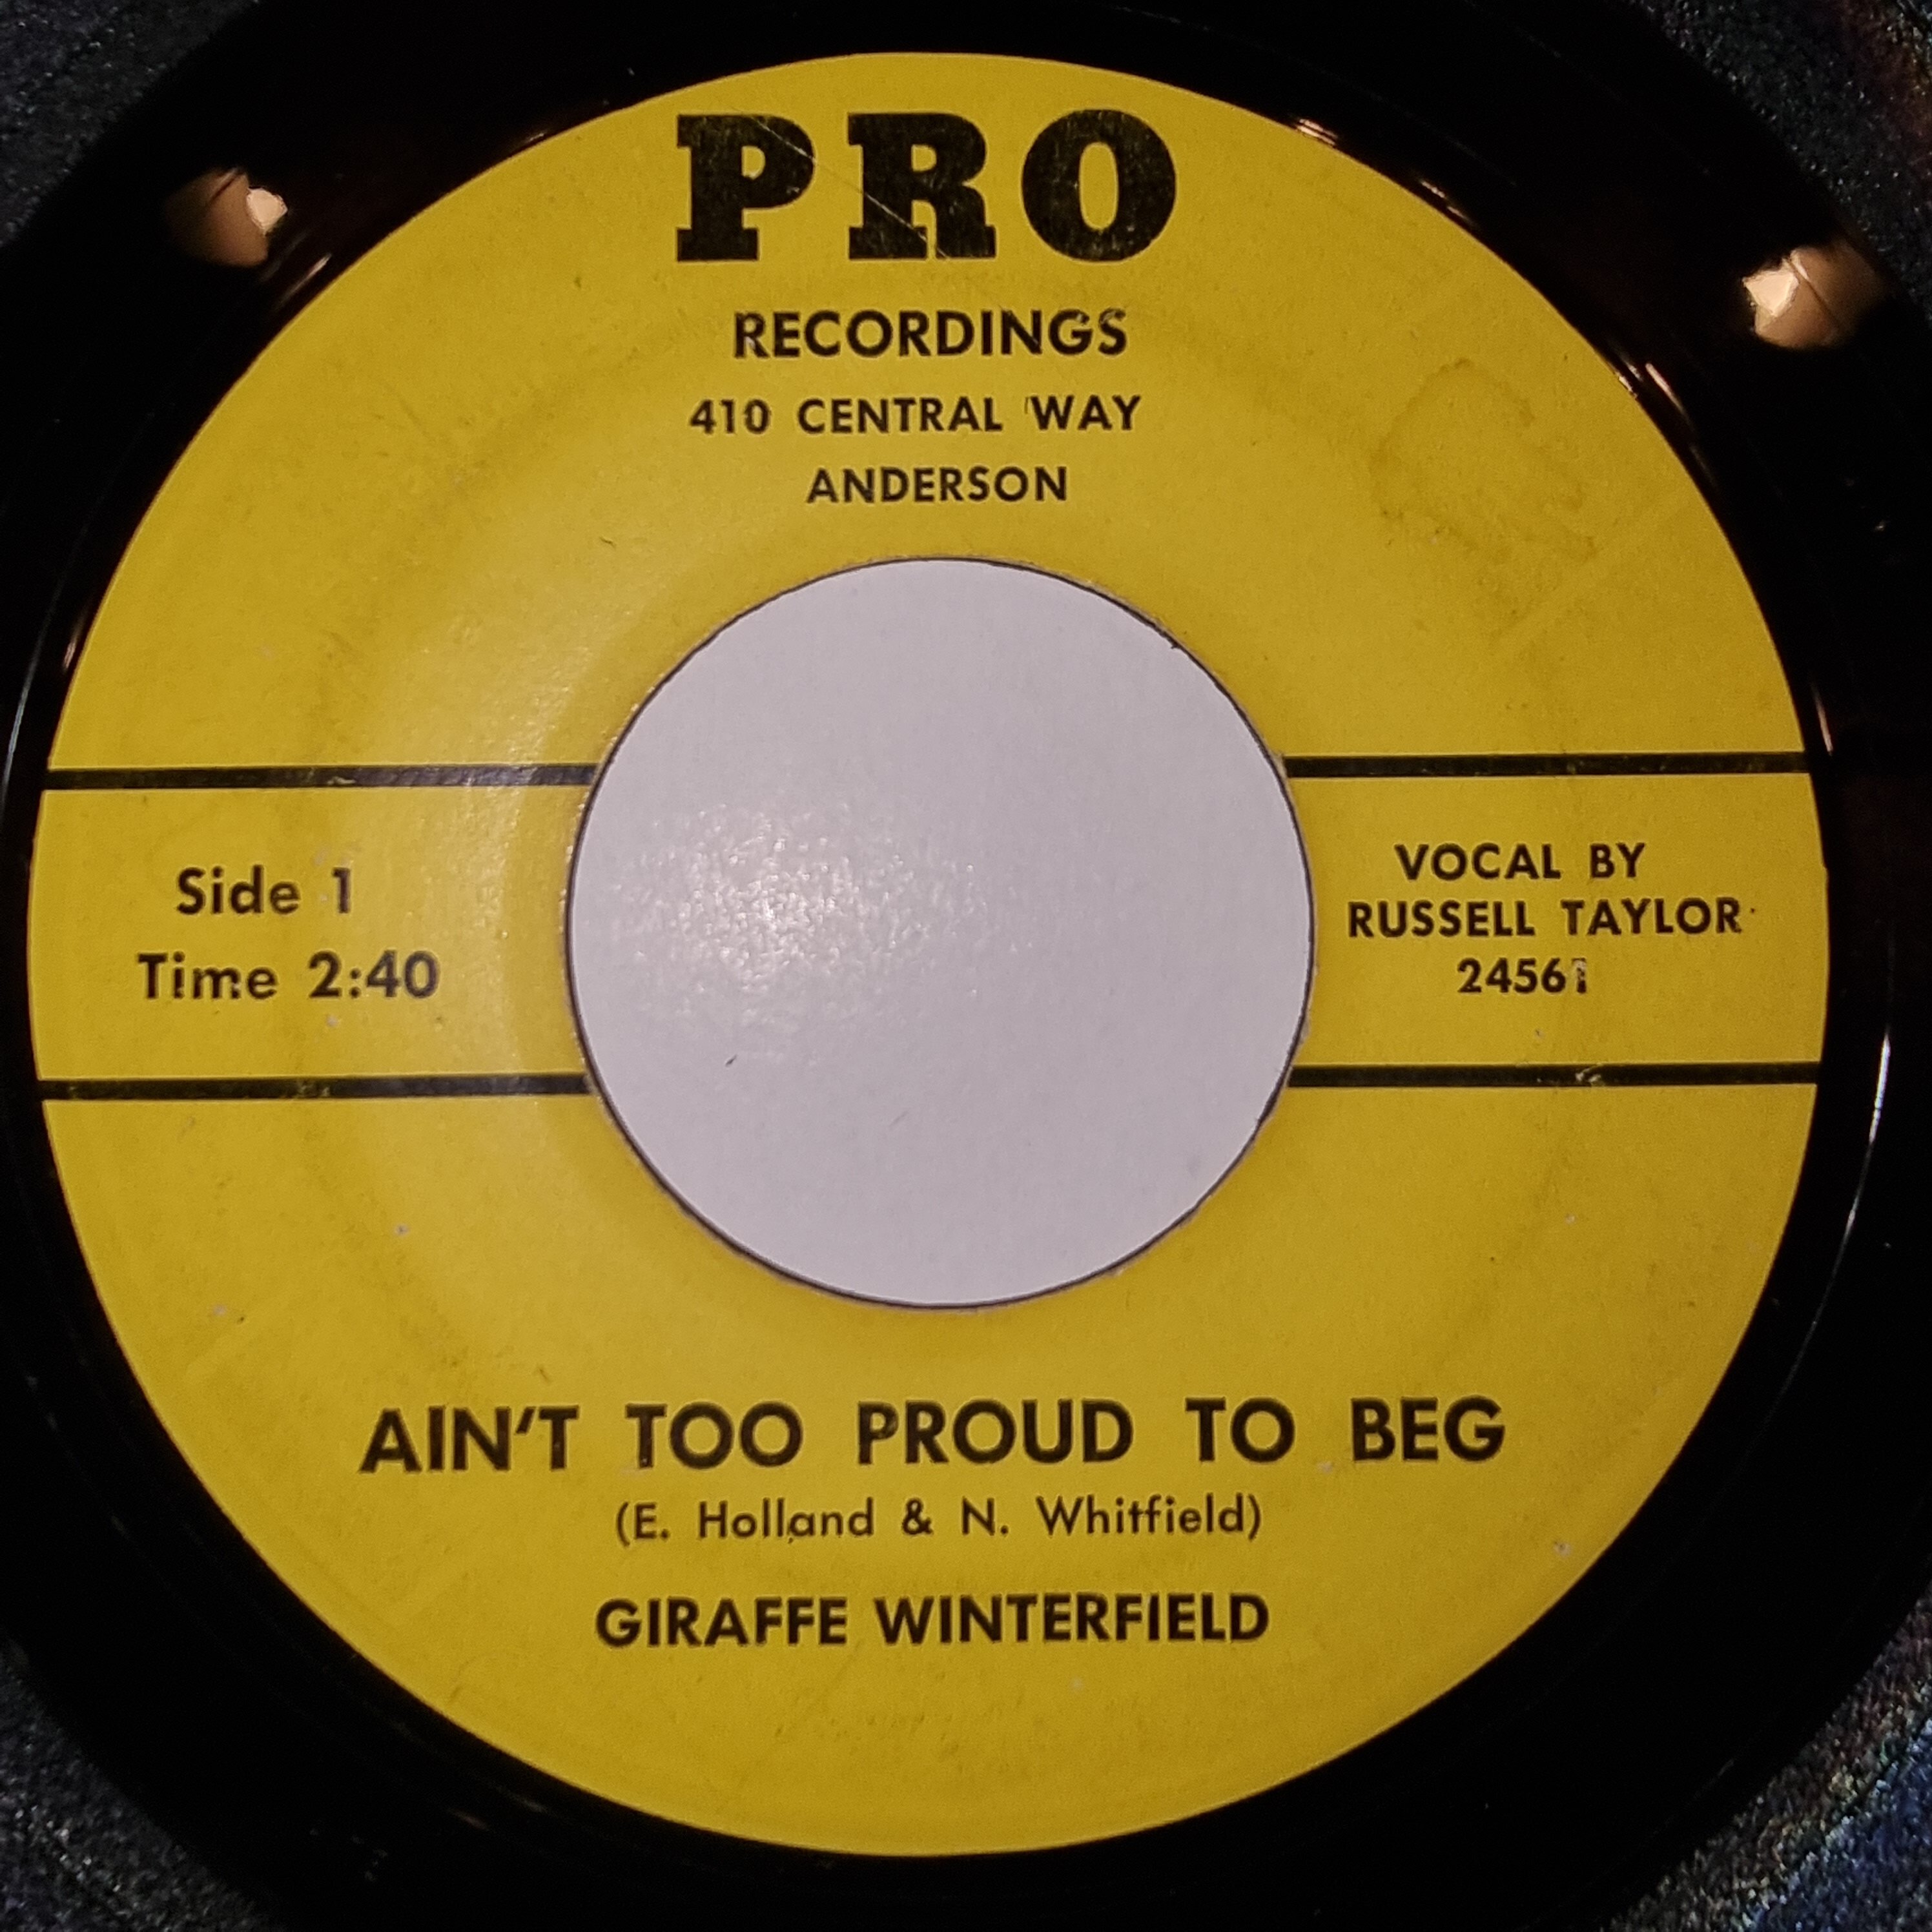 PRO
RECORDINGS
410 CENTRAL WAY
ANDERSON
Side 1
Time 2:40
VOCAL BY
RUSSELL TAYLOR
24561
AIN'T TOO PROUD TO BEG
(E. Holland & N. Whitfield)
GIRAFFE WINTERFIELD